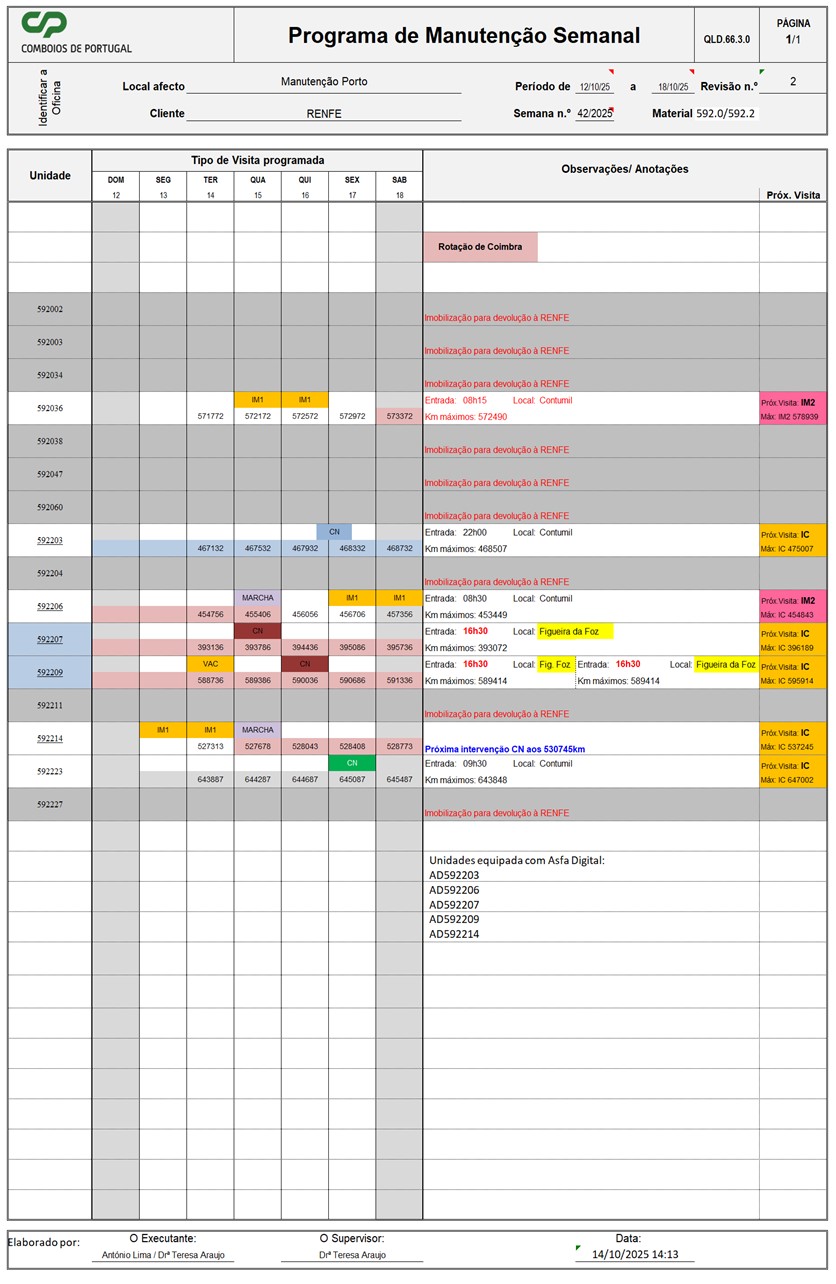 COMBOIOS DE PORTUGAL
Programa de Manutenção Semanal
QLD.66.3.0
PÁGINA
1/1
Identificar a Oficina
Local afecto Manutenção Porto
Período de 12/10/25 a 18/10/25 Revisão n.º 2
Cliente RENFE
Semana n.º 42/2025 Material 592.0/592.2
Unidade
Tipo de Visita programada
Observações/ Anotações
DOM SEG TER QUA QUI SEX SAB
12 13 14 15 16 17 18
Próx. Visita
Rotação de Coimbra
592002
Imobilização para devolução à RENFE
592003
Imobilização para devolução à RENFE
592034
Imobilização para devolução à RENFE
592036
IM1 IM1 Entrada: 08h15 Local: Contumil Próx.Visita: IM2
571772 572172 572572 572972 573372 Km máximos: 572490 Máx: IM2 578939
592038
Imobilização para devolução à RENFE
592047
Imobilização para devolução à RENFE
592060
Imobilização para devolução à RENFE
592203
CN Entrada: 22h00 Local: Contumil Próx.Visita: IC
467132 467532 467932 468332 468732 Km máximos: 468507 Máx: IC 475007
592204
Imobilização para devolução à RENFE
592206
MARCHA IM1 IM1 Entrada: 08h30 Local: Contumil Próx.Visita: IM2
454756 455406 456056 456706 457356 Km máximos: 453449 Máx: IC 454843
592207
CN Entrada: 16h30 Local: Figueira da Foz Próx.Visita: IC
393136 393786 394436 395086 395736 Km máximos: 393072 Máx: IC 396189
592209
VAC CN Entrada: 16h30 Local: Fig. Foz Entrada: 16h30 Local: Figueira da Foz Próx.Visita: IC
588736 589386 590036 590686 591336 Km máximos: 589414 Km máximos: 589414 Máx: IC 595914
592211
Imobilização para devolução à RENFE
592214
IM1 IM1 MARCHA Próx.Visita: IC
527313 527678 528043 528408 528773 Próxima intervenção CN aos 530745km Máx: IC 537245
592223
CN Entrada: 09h30 Local: Contumil Próx.Visita: IC
643887 644287 644687 645087 645487 Km máximos: 643848 Máx: IC 647002
592227
Imobilização para devolução à RENFE
Unidades equipada com Asfa Digital:
AD592203
AD592206
AD592207
AD592209
AD592214
Elaborado por:
O Executante: O Supervisor: Data:
António Lima / Drª Teresa Araujo Drª Teresa Araujo 14/10/2025 14:13